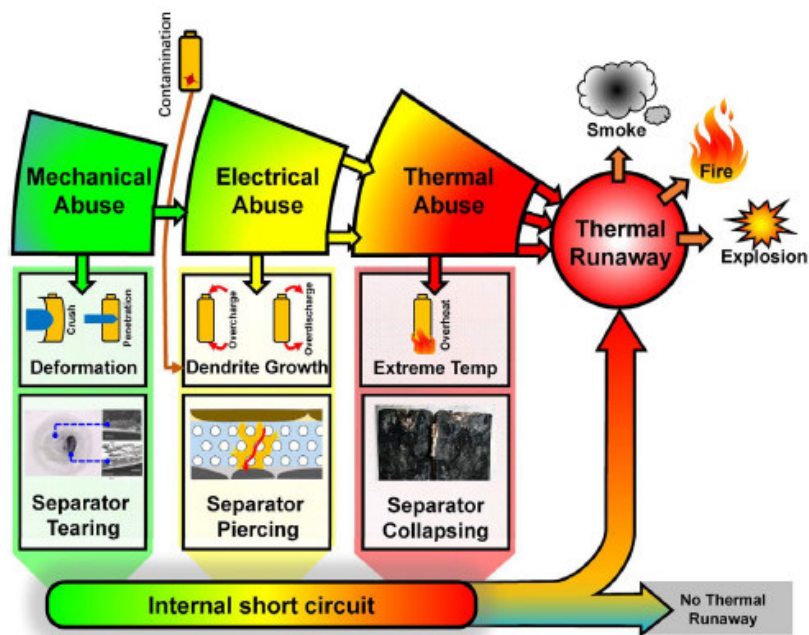 Contamination
Smoke
Fire
Explosion
Mechanical
Abuse
Electrical
Abuse
Thermal
Abuse
Thermal
Runaway
Crush
Penetration
Deformation
Overcharge
Overdischarge
Dendrite Growth
Overheat
Extreme Temp
Separator
Tearing
Separator
Piercing
Separator
Collapsing
Internal short circuit
No Thermal
Runaway